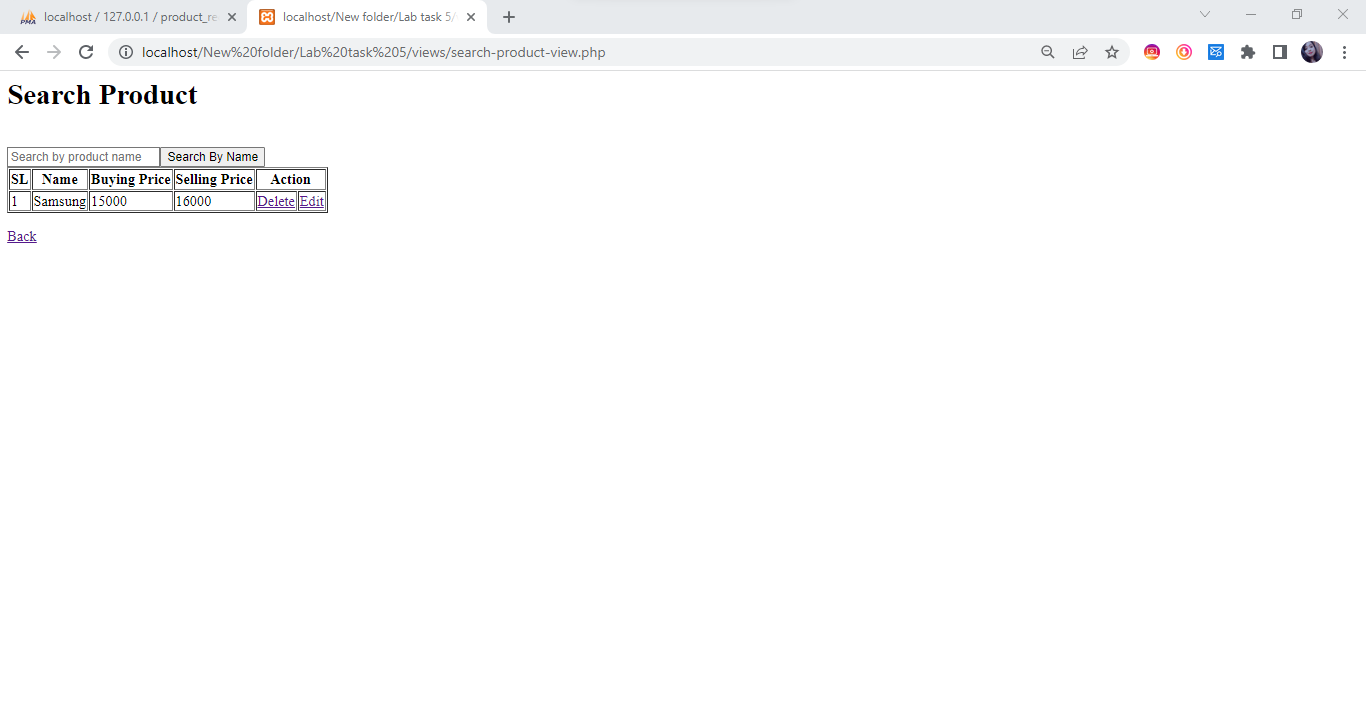 PMA localhost / 127.0.0.1 / product_re
localhost/New folder/Lab task 5/
localhost/New%20folder/Lab%20task%205/views/search-product-view.php
Search Product
Search by product name Search By Name
SL Name Buying Price Selling Price Action
1 Samsung 15000 16000 Delete Edit
Back